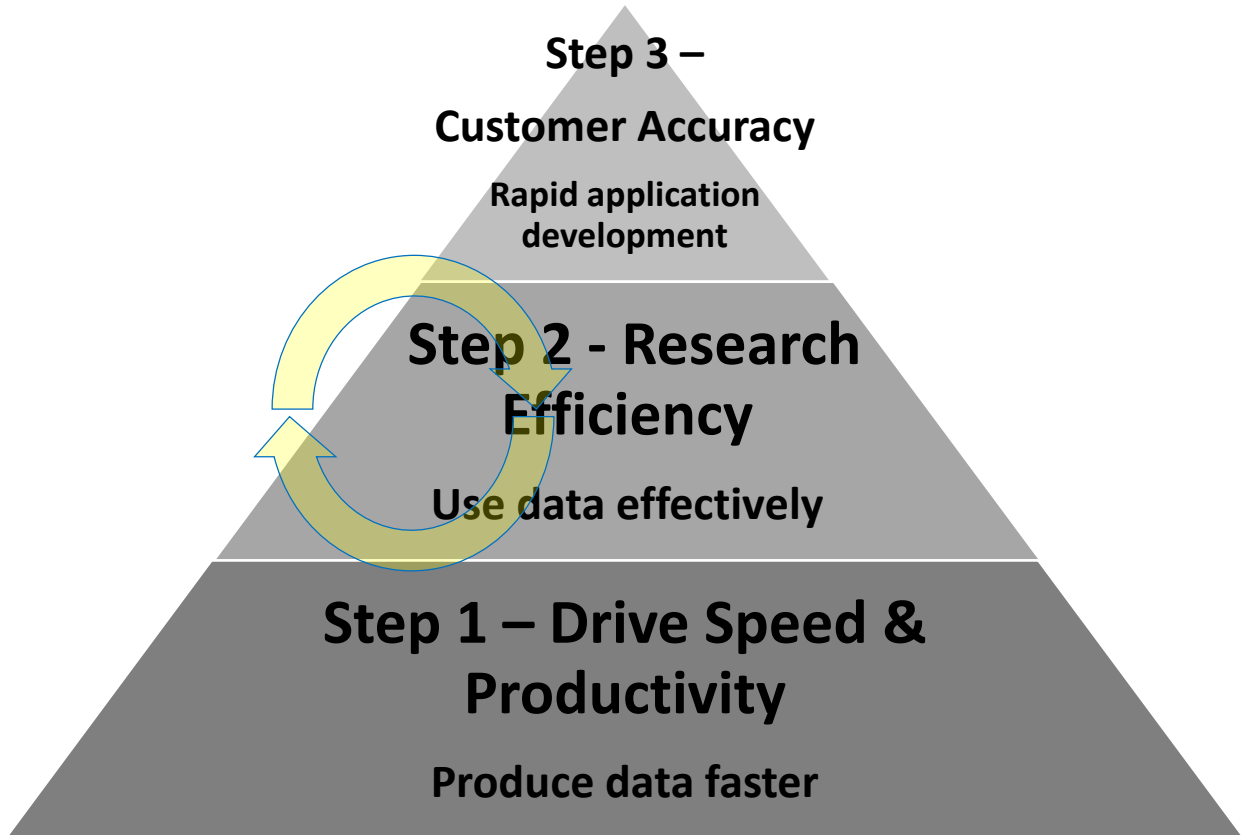 Step 3 –
Customer Accuracy
Rapid application
development
Step 2 - Research
Efficiency
Use data effectively
Step 1 – Drive Speed &
Productivity
Produce data faster